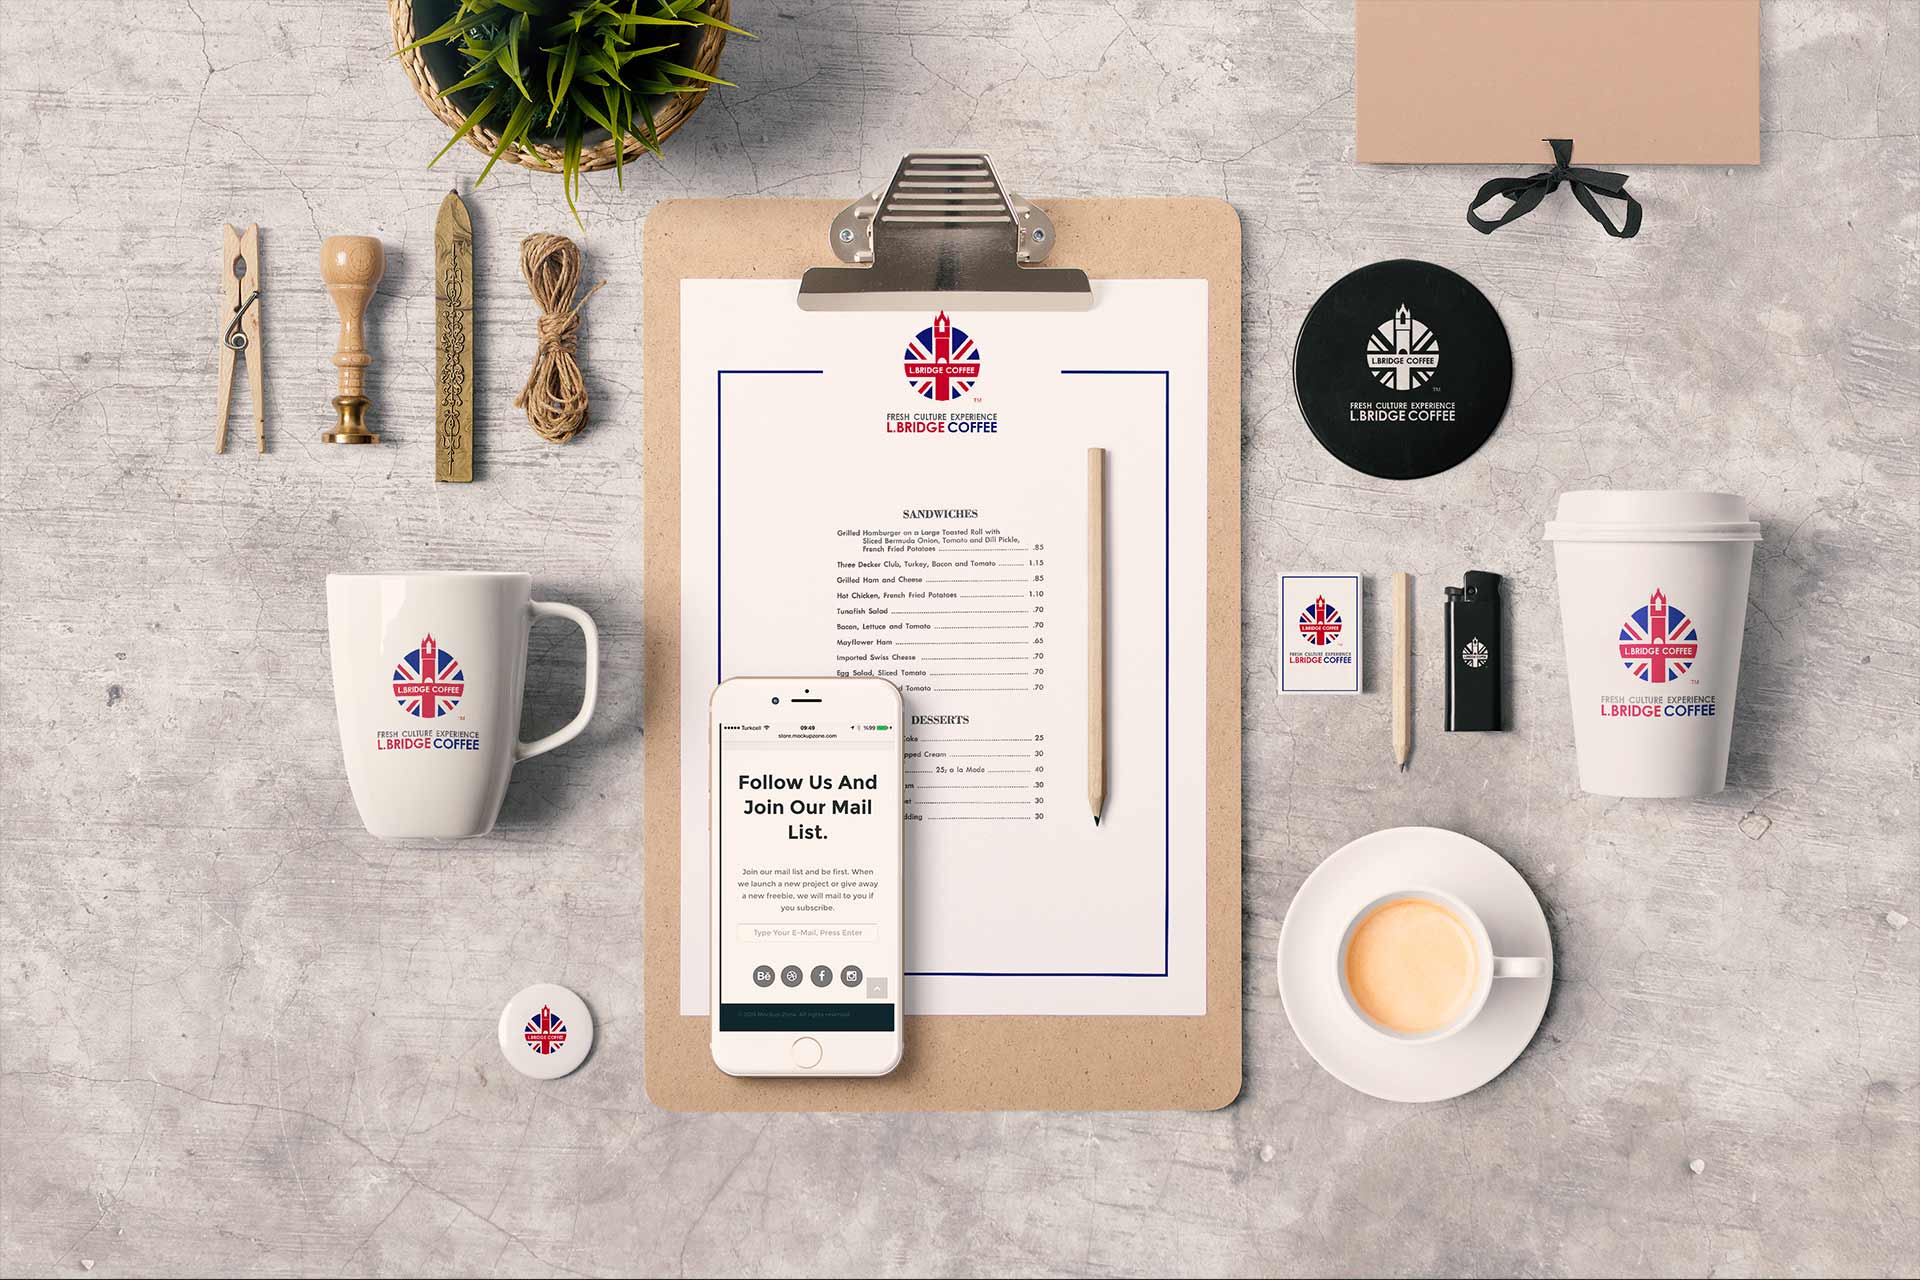 L.BRIDGE COFFEE
TM
FRESH CULTURE EXPERIENCE
L.BRIDGE COFFEE
SANDWICHES
Grilled Hamburger on a Large Toasted Roll with
Sliced Bermuda Onion, Tomato and Dill Pickle,
French Fried Potatoes .85
Three Decker Club, Turkey, Bacon and Tomato 1.15
Grilled Ham and Cheese .85
Hot Chicken, French Fried Potatoes 1.10
Tunafish Salad .70
Bacon, Lettuce and Tomato .70
Mayflower Ham .65
Imported Swiss Cheese .70
Egg Salad, Sliced Tomato .70
d Tomato .70
DESSERTS
Cake 25
pped Cream 30
25; a la Mode 40
.30
30
dding 30
Turkcell 09:49 %99
store.mockupzone.com
Follow Us And
Join Our Mail
List.
Join our mail list and be first. When
we launch a new project or give away
a new freebie, we will mail to you if
you subscribe.
Type Your E-Mail, Press Enter
Bē
© 2015 Mockup Zone. All rights reserved
L.BRIDGE COFFEE
TM
FRESH CULTURE EXPERIENCE
L.BRIDGE COFFEE
L.BRIDGE COFFEE
L.BRIDGE COFFEE
TM
FRESH CULTURE EXPERIENCE
L.BRIDGE COFFEE
L.BRIDGE COFFEE
FRESH CULTURE EXPERIENCE
L.BRIDGE COFFEE
L.BRIDGE COFFEE
L.BRIDGE COFFEE
TM
FRESH CULTURE EXPERIENCE
L.BRIDGE COFFEE